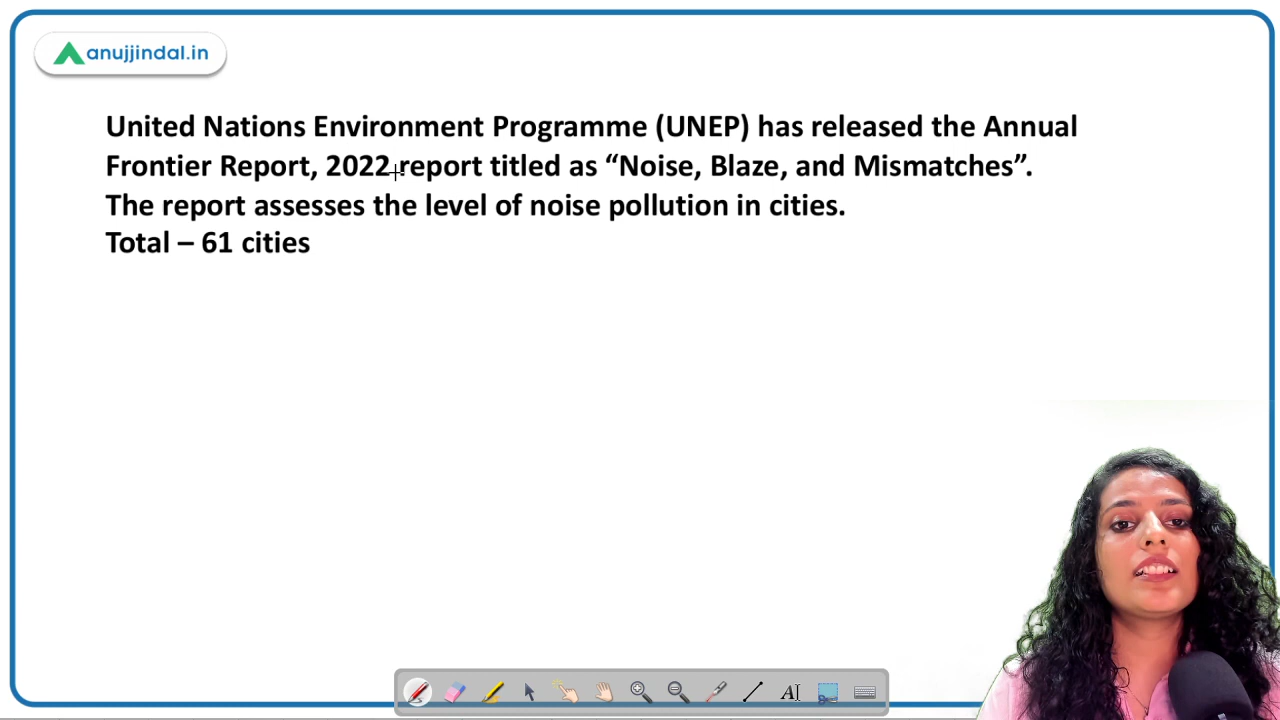 anujjindal.in
United Nations Environment Programme (UNEP) has released the Annual
Frontier Report, 2022 report titled as “Noise, Blaze, and Mismatches”.
The report assesses the level of noise pollution in cities.
Total – 61 cities
AI